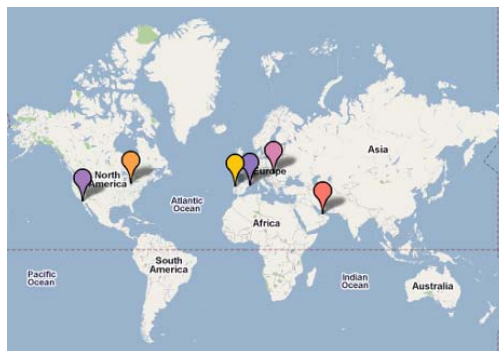 Asia
North
America
Europe
Atlantic
Ocean
Africa
South
America
Pacific
Ocean
Indian
Ocean
Australia